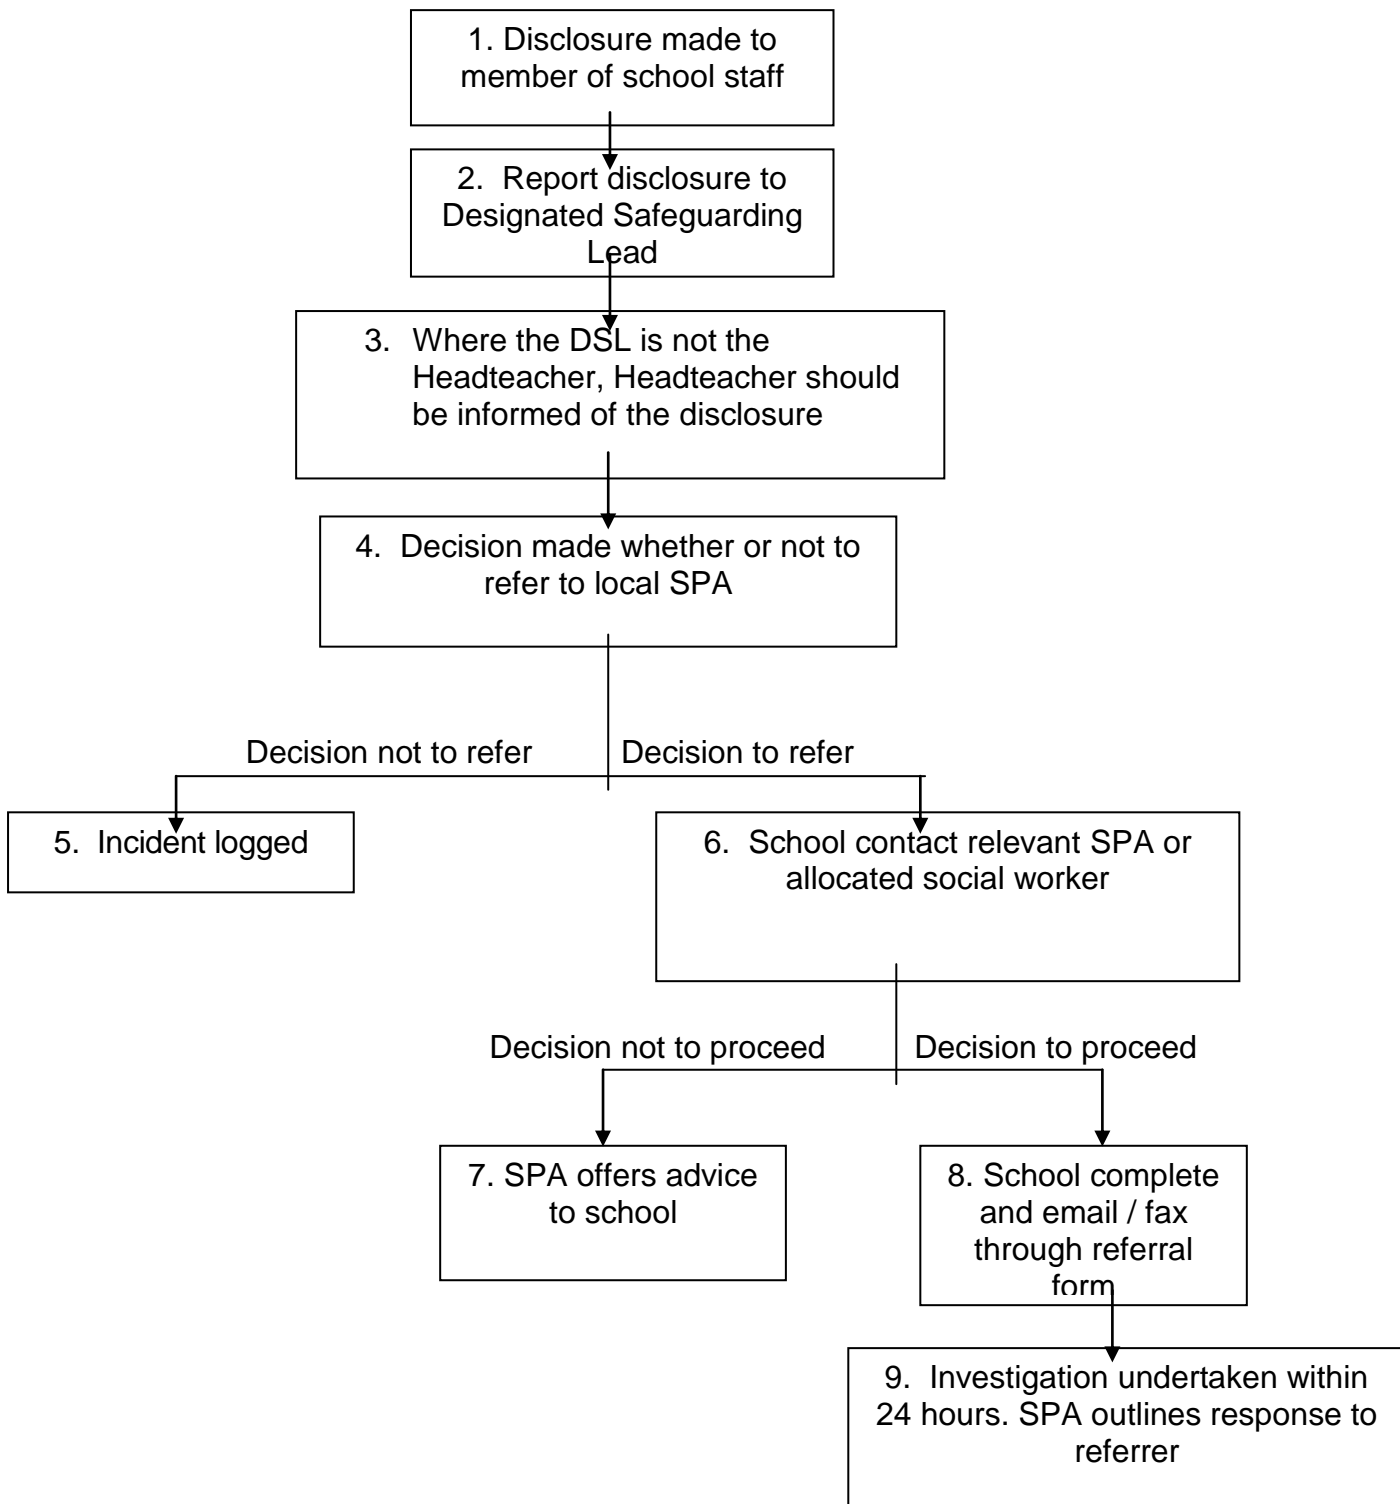 1. Disclosure made to
member of school staff
2. Report disclosure to
Designated Safeguarding
Lead
3. Where the DSL is not the
Headteacher, Headteacher should
be informed of the disclosure
4. Decision made whether or not to
refer to local SPA
Decision not to refer
Decision to refer
5. Incident logged
6. School contact relevant SPA or
allocated social worker
Decision not to proceed
Decision to proceed
7. SPA offers advice
to school
8. School complete
and email / fax
through referral
form
9. Investigation undertaken within
24 hours. SPA outlines response to
referrer